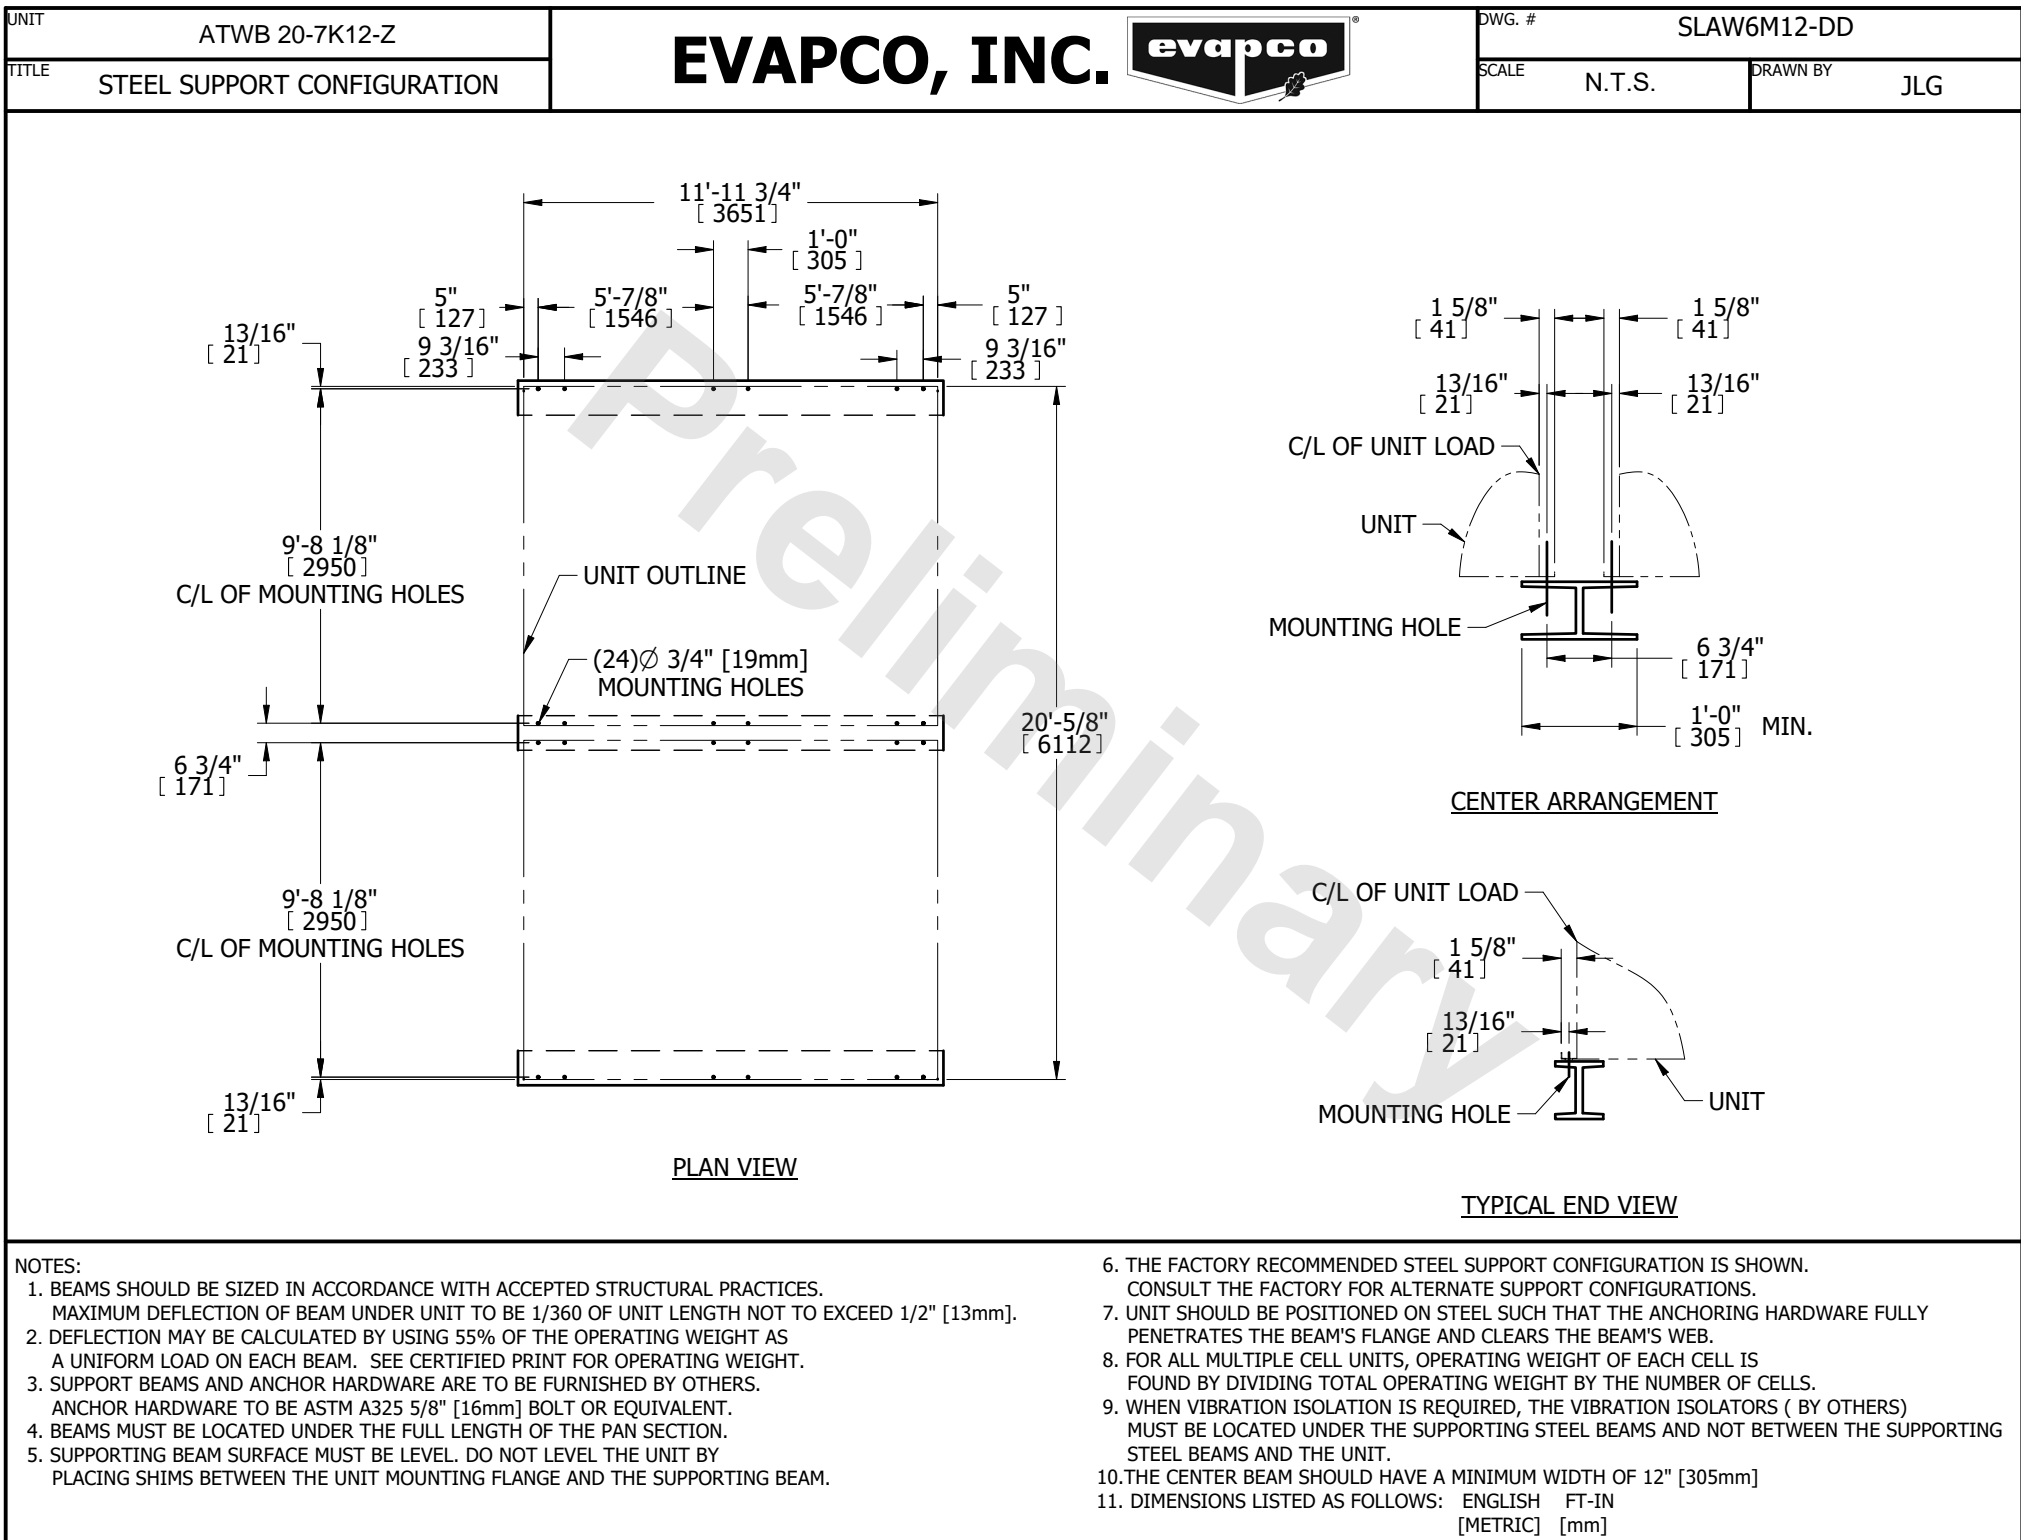 UNIT
ATWB 20-7K12-Z
TITLE
STEEL SUPPORT CONFIGURATION
EVAPCO, INC.
evapco
®
DWG. #
SLAW6M12-DD
SCALE
N.T.S.
DRAWN BY
JLG
11'-11 3/4"
[ 3651]
1'-0"
[ 305 ]
5"
[ 127]
5'-7/8"
[ 1546 ]
5'-7/8"
[ 1546 ]
5"
[ 127 ]
13/16"
[ 21]
9 3/16"
[ 233 ]
9 3/16"
[ 233 ]
9'-8 1/8"
[ 2950]
C/L OF MOUNTING HOLES
UNIT OUTLINE
(24)Ø 3/4" [19mm]
MOUNTING HOLES
20'-5/8"
[ 6112]
6 3/4"
[ 171]
9'-8 1/8"
[ 2950]
C/L OF MOUNTING HOLES
13/16"
[ 21]
PLAN VIEW
Preliminary
1 5/8"
[ 41]
1 5/8"
[ 41]
13/16"
[ 21]
13/16"
[ 21]
C/L OF UNIT LOAD
UNIT
MOUNTING HOLE
6 3/4"
[ 171]
1'-0"
[ 305] MIN.
CENTER ARRANGEMENT
C/L OF UNIT LOAD
1 5/8"
[ 41]
13/16"
[ 21]
MOUNTING HOLE
UNIT
TYPICAL END VIEW
NOTES:
1. BEAMS SHOULD BE SIZED IN ACCORDANCE WITH ACCEPTED STRUCTURAL PRACTICES.
MAXIMUM DEFLECTION OF BEAM UNDER UNIT TO BE 1/360 OF UNIT LENGTH NOT TO EXCEED 1/2" [13mm].
2. DEFLECTION MAY BE CALCULATED BY USING 55% OF THE OPERATING WEIGHT AS
A UNIFORM LOAD ON EACH BEAM. SEE CERTIFIED PRINT FOR OPERATING WEIGHT.
3. SUPPORT BEAMS AND ANCHOR HARDWARE ARE TO BE FURNISHED BY OTHERS.
ANCHOR HARDWARE TO BE ASTM A325 5/8" [16mm] BOLT OR EQUIVALENT.
4. BEAMS MUST BE LOCATED UNDER THE FULL LENGTH OF THE PAN SECTION.
5. SUPPORTING BEAM SURFACE MUST BE LEVEL. DO NOT LEVEL THE UNIT BY
PLACING SHIMS BETWEEN THE UNIT MOUNTING FLANGE AND THE SUPPORTING BEAM.
6. THE FACTORY RECOMMENDED STEEL SUPPORT CONFIGURATION IS SHOWN.
CONSULT THE FACTORY FOR ALTERNATE SUPPORT CONFIGURATIONS.
7. UNIT SHOULD BE POSITIONED ON STEEL SUCH THAT THE ANCHORING HARDWARE FULLY
PENETRATES THE BEAM'S FLANGE AND CLEARS THE BEAM'S WEB.
8. FOR ALL MULTIPLE CELL UNITS, OPERATING WEIGHT OF EACH CELL IS
FOUND BY DIVIDING TOTAL OPERATING WEIGHT BY THE NUMBER OF CELLS.
9. WHEN VIBRATION ISOLATION IS REQUIRED, THE VIBRATION ISOLATORS ( BY OTHERS)
MUST BE LOCATED UNDER THE SUPPORTING STEEL BEAMS AND NOT BETWEEN THE SUPPORTING
STEEL BEAMS AND THE UNIT.
10.THE CENTER BEAM SHOULD HAVE A MINIMUM WIDTH OF 12" [305mm]
11. DIMENSIONS LISTED AS FOLLOWS: ENGLISH FT-IN
[METRIC] [mm]